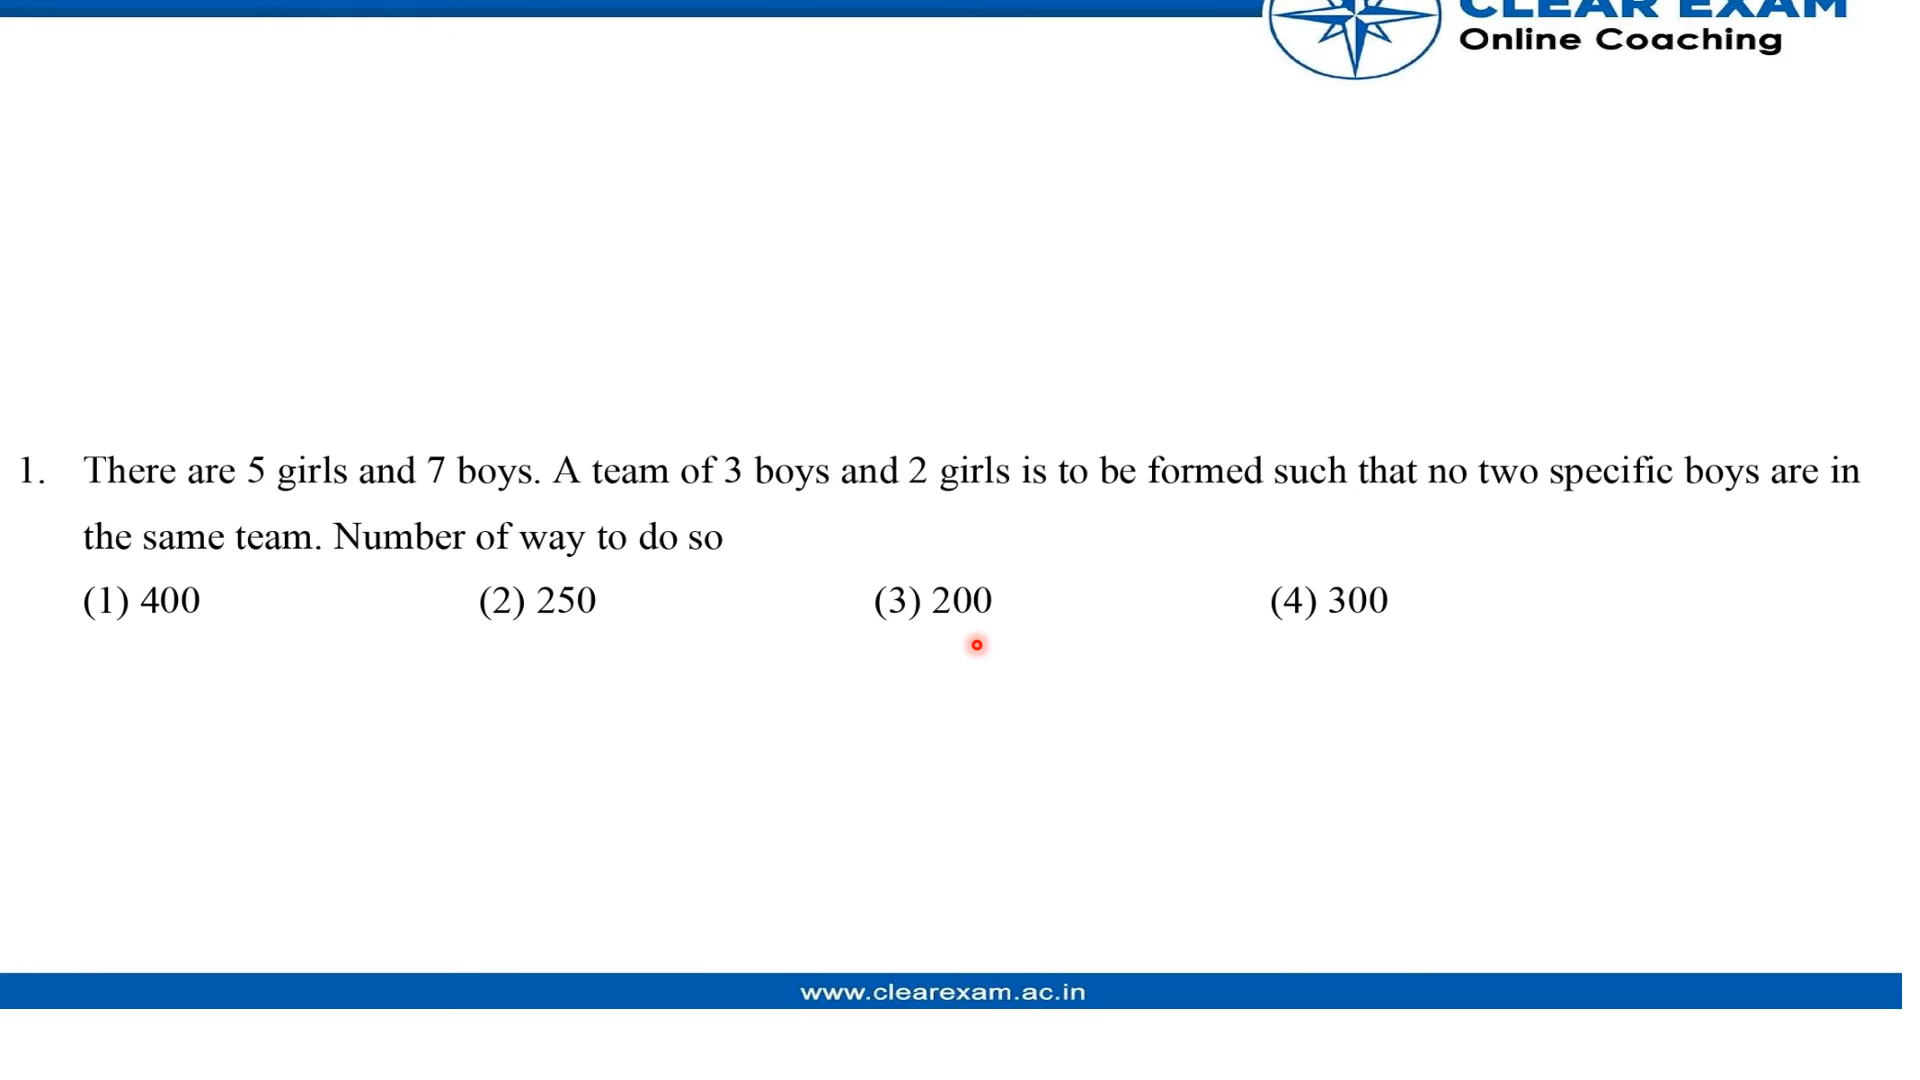 CLEAR EXAM
Online Coaching
1. There are 5 girls and 7 boys. A team of 3 boys and 2 girls is to be formed such that no two specific boys are in
the same team. Number of way to do so
(1) 400 (2) 250 (3) 200 (4) 300
www.clearexam.ac.in